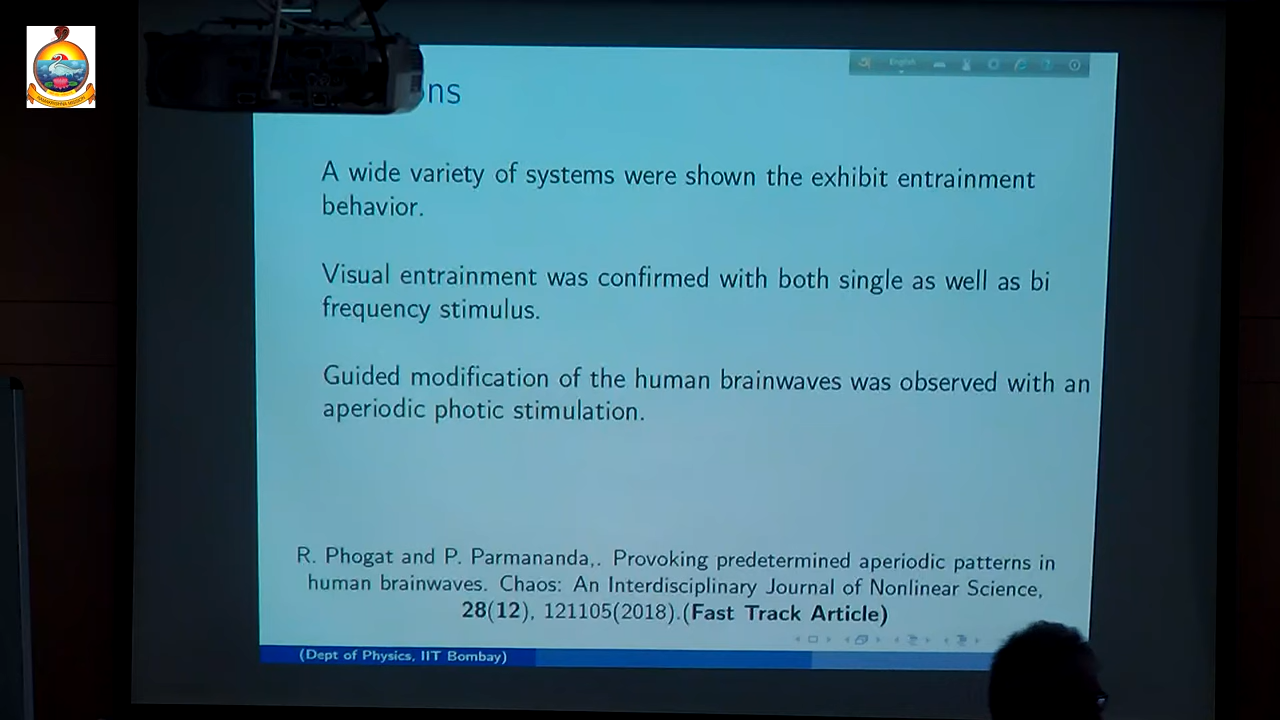 ons
English
A wide variety of systems were shown the exhibit entrainment
behavior.
Visual entrainment was confirmed with both single as well as bi
frequency stimulus.
Guided modification of the human brainwaves was observed with an
aperiodic photic stimulation.
R. Phogat and P. Parmananda,. Provoking predetermined aperiodic patterns in
human brainwaves. Chaos: An Interdisciplinary Journal of Nonlinear Science,
28(12), 121105(2018).(Fast Track Article)
(Dept of Physics, IIT Bombay)